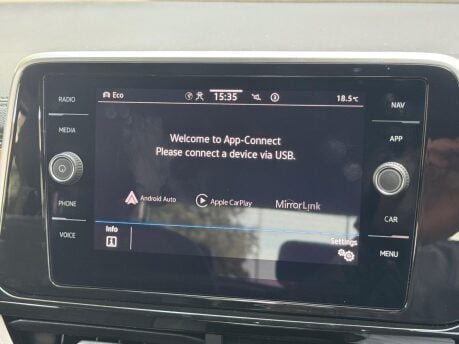 Eco 15:35 18.5°C
RADIO
MEDIA
PHONE
VOICE
Welcome to App-Connect
Please connect a device via USB.
Android Auto Apple CarPlay MirrorLink
Info
Settings
NAV
APP
CAR
MENU